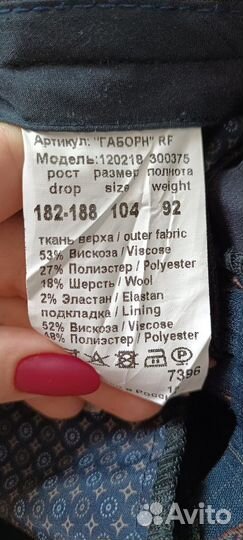 Артикул: "ГАБОРН" RF
Модель:120218 300375
рост размер полнота
drop size weight
182-188 104 92
ткань верха / outer fabric
53% Вискоза / Viscose
27% Полиэстер / Polyester
18% Шерсть / Wool
2% Эластан / Elastan
подкладка / Lining
52% Вискоза / Viscose
48% Полиэстер / Polyester
P
7396
Avito